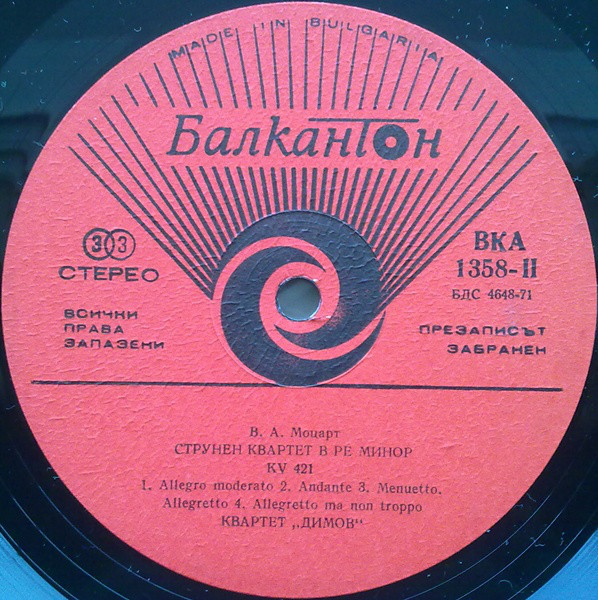 MADE IN BULGARIA
Балкантон
33
СТЕРЕО
ВКА
1358-II
БДС 4648-71
ВСИЧКИ
ПРАВА
ЗАПАЗЕНИ
ПРЕЗАПИСЪТ
ЗАБРАНЕН
В. А. Моцарт
СТРУНЕН КВАРТЕТ В РЕ МИНОР
KV 421
1. Allegro moderato 2. Andante 3. Menuetto.
Allegretto 4. Allegretto ma non troppo
КВАРТЕТ „ДИМОВ“